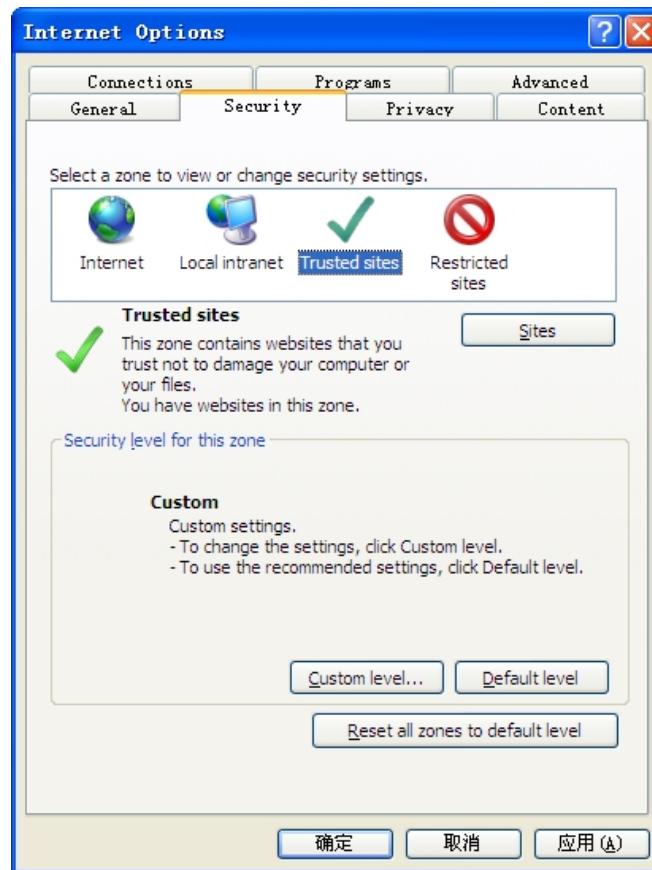 Internet Options
Connections Programs Advanced
General Security Privacy Content
Select a zone to view or change security settings.
Internet Local intranet Trusted sites Restricted
sites
Trusted sites
Sites
This zone contains websites that you
trust not to damage your computer or
your files.
You have websites in this zone.
Security level for this zone
Custom
Custom settings.
- To change the settings, click Custom level.
- To use the recommended settings, click Default level.
Custom level... Default level
Reset all zones to default level
确定 取消 应用(A)